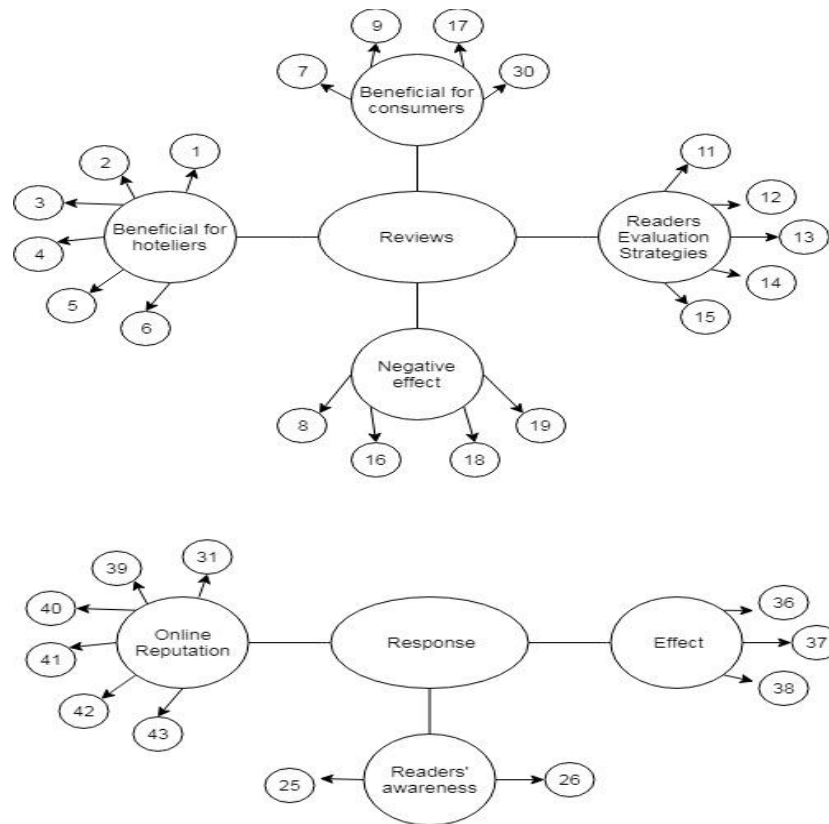 9
17
7
30
Beneficial for
consumers
1
2
3
4
5
6
Beneficial for
hoteliers
Reviews
11
12
13
14
15
Readers
Evaluation
Strategies
Negative
effect
8
16
18
19
31
39
40
41
42
43
Online
Reputation
Response
Effect
36
37
38
Readers'
awareness
25
26